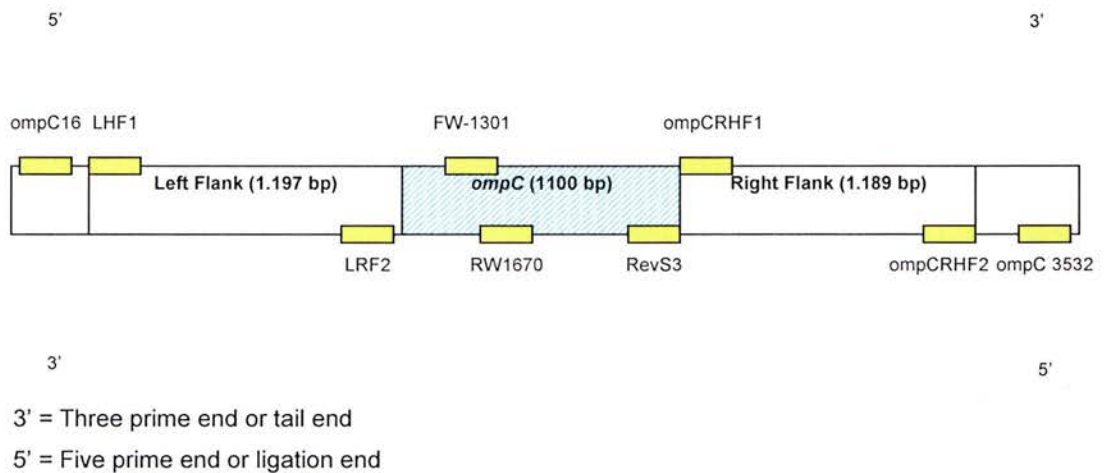 5’ 3’
ompC16 LHF1 FW-1301 ompCRHF1
Left Flank (1.197 bp) ompC (1100 bp) Right Flank (1.189 bp)
LRF2 RW1670 RevS3 ompCRHF2 ompC 3532
3’ 5’
3’ = Three prime end or tail end
5’ = Five prime end or ligation end